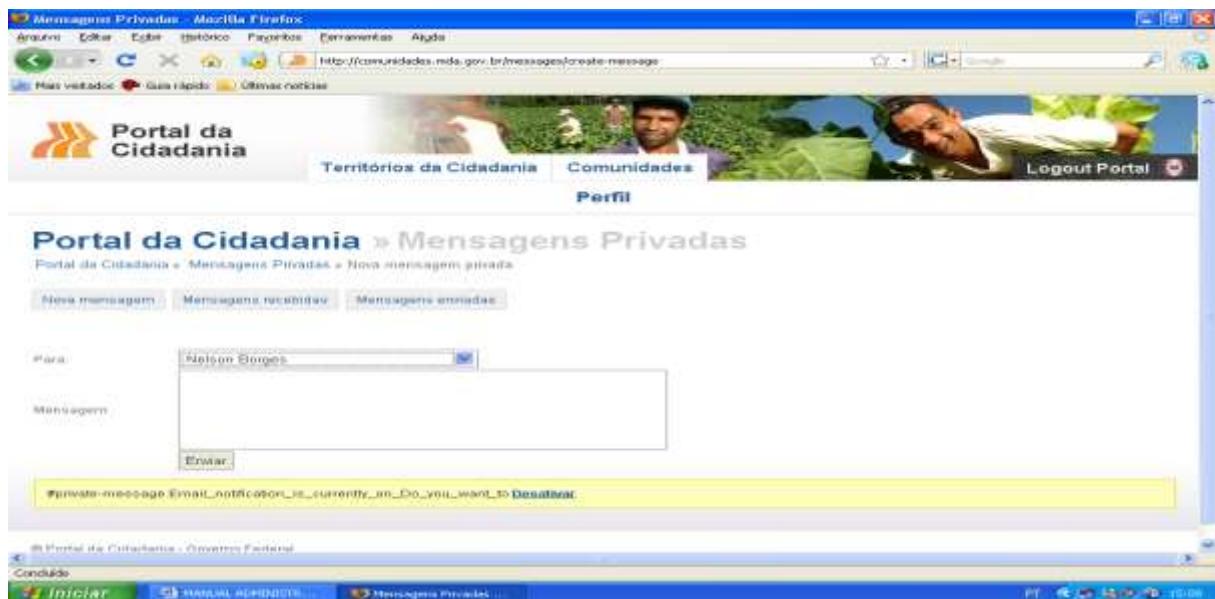 Mensagens Privadas - Mozilla Firefox
Arquivo Editar Exibir Histórico Favoritos Ferramentas Ajuda
http://comunidades.mda.gov.br/messages/create-message
Google
Mais visitados Guia rápido Últimas notícias
Portal da
Cidadania
Territórios da Cidadania Comunidades
Logout Portal
Perfil
Portal da Cidadania » Mensagens Privadas
Portal da Cidadania » Mensagens Privadas » Nova mensagem privada
Nova mensagem Mensagens recebidas Mensagens enviadas
Para: Nelson Borges
Mensagem
Enviar
#private-message.Email_notification_is_currently_on_Do_you_want_to Desativar
© Portal da Cidadania - Governo Federal
Concluído
Iniciar MANUAL ADMINISTR... Mensagens Privadas ... PT 15:06